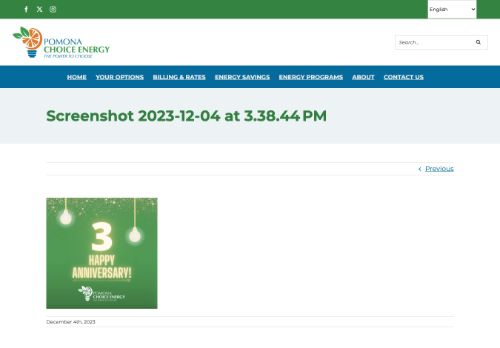 English
POMONA
CHOICE ENERGY
THE POWER TO CHOOSE
Search...
HOME YOUR OPTIONS BILLING & RATES ENERGY SAVINGS ENERGY PROGRAMS ABOUT CONTACT US
Screenshot 2023-12-04 at 3.38.44 PM
Previous
3
HAPPY
ANNIVERSARY!
POMONA
CHOICE ENERGY
December 4th, 2023